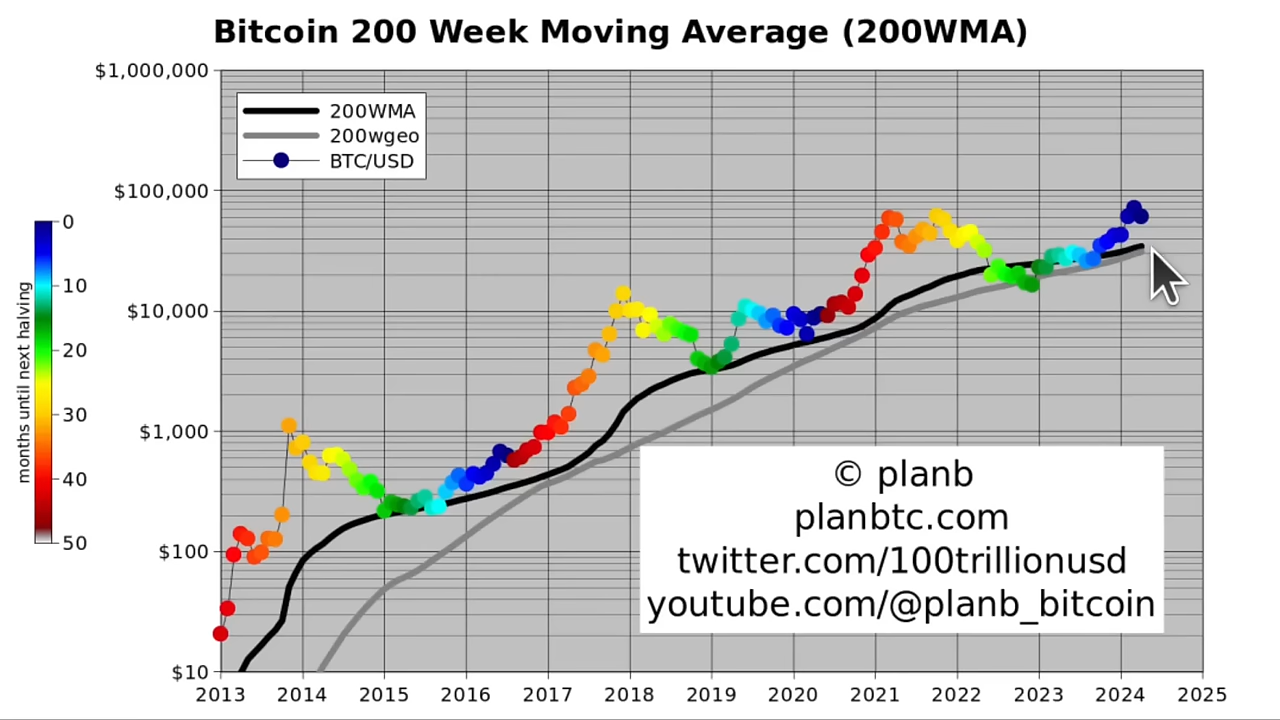 Bitcoin 200 Week Moving Average (200WMA)
$1,000,000
$100,000
$10,000
$1,000
$100
$10
200WMA
200wgeo
BTC/USD
months until next halving
0
10
20
30
40
50
© planb
planbtc.com
twitter.com/100trillionusd
youtube.com/@planb_bitcoin
2013 2014 2015 2016 2017 2018 2019 2020 2021 2022 2023 2024 2025